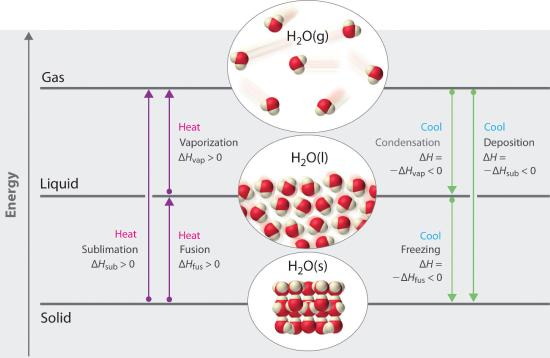 H₂O(g)
Gas
Heat
Vaporization
ΔHvap > 0
Cool
Condensation
ΔH =
−ΔHvap < 0
Cool
Deposition
ΔH =
−ΔHsub < 0
H₂O(l)
Liquid
Energy
Heat
Sublimation
ΔHsub > 0
Heat
Fusion
ΔHfus > 0
Cool
Freezing
ΔH =
−ΔHfus < 0
H₂O(s)
Solid